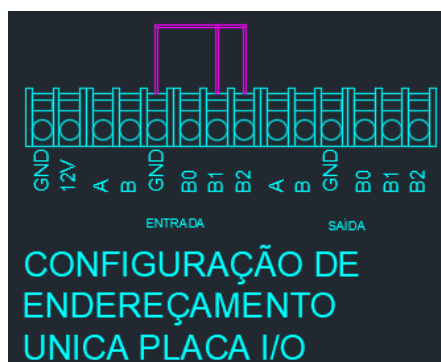 GND 12V A B GND B0 B1 B2 A B GND B0 B1 B2
ENTRADA SAÍDA
CONFIGURAÇÃO DE
ENDEREÇAMENTO
UNICA PLACA I/O